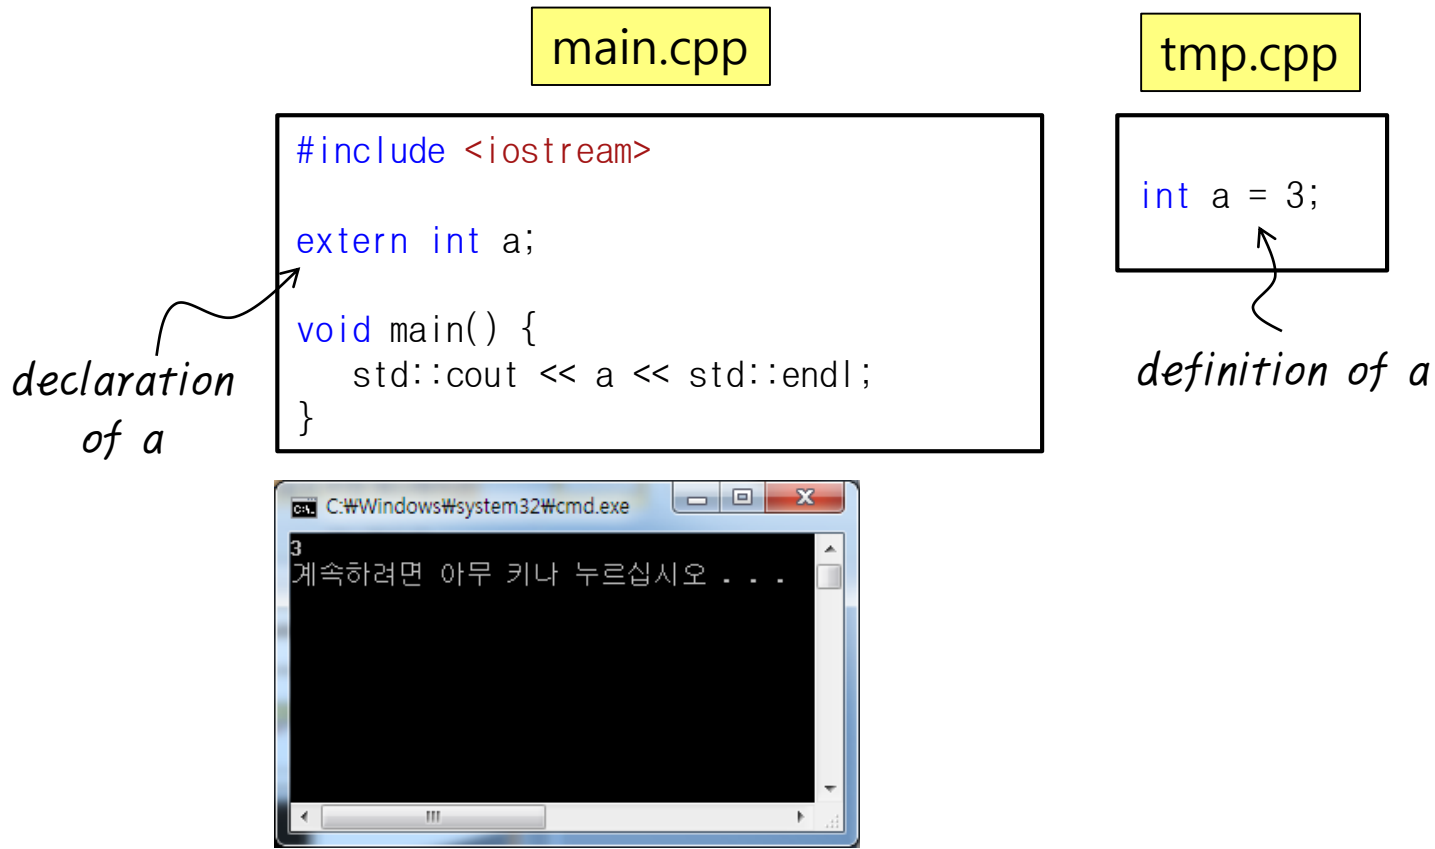 main.cpp
tmp.cpp
#include <iostream>
extern int a;
void main() {
std::cout << a << std::endl;
}
int a = 3;
declaration
of a
definition of a
C:₩Windows₩system32₩cmd.exe
3
계속하려면 아무 키나 누르십시오 . . .